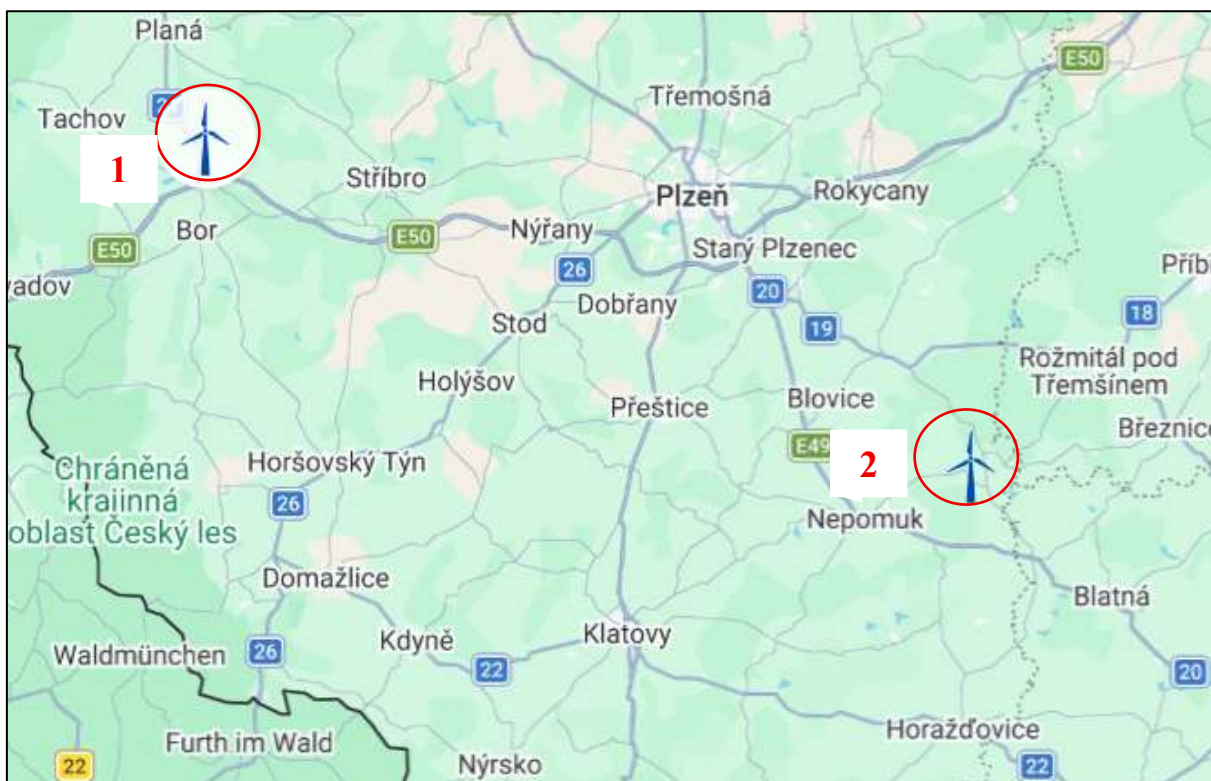 Planá
E50
Třemošná
Tachov
1
Stříbro
Plzeň
Rokycany
Bor
E50
E50
Nýřany
Starý Plzenec
26
20
Dobřany
18
Stod
19
Rožmitál pod
Třemšínem
Holýšov
Přeštice
Blovice
Březnice
E49
2
Horšovský Týn
Chráněná
krajinná
oblast Český les
26
Nepomuk
Domažlice
Blatná
Kdyně
Klatovy
Waldmünchen
26
22
20
Horažďovice
Furth im Wald
22
Nýrsko
22